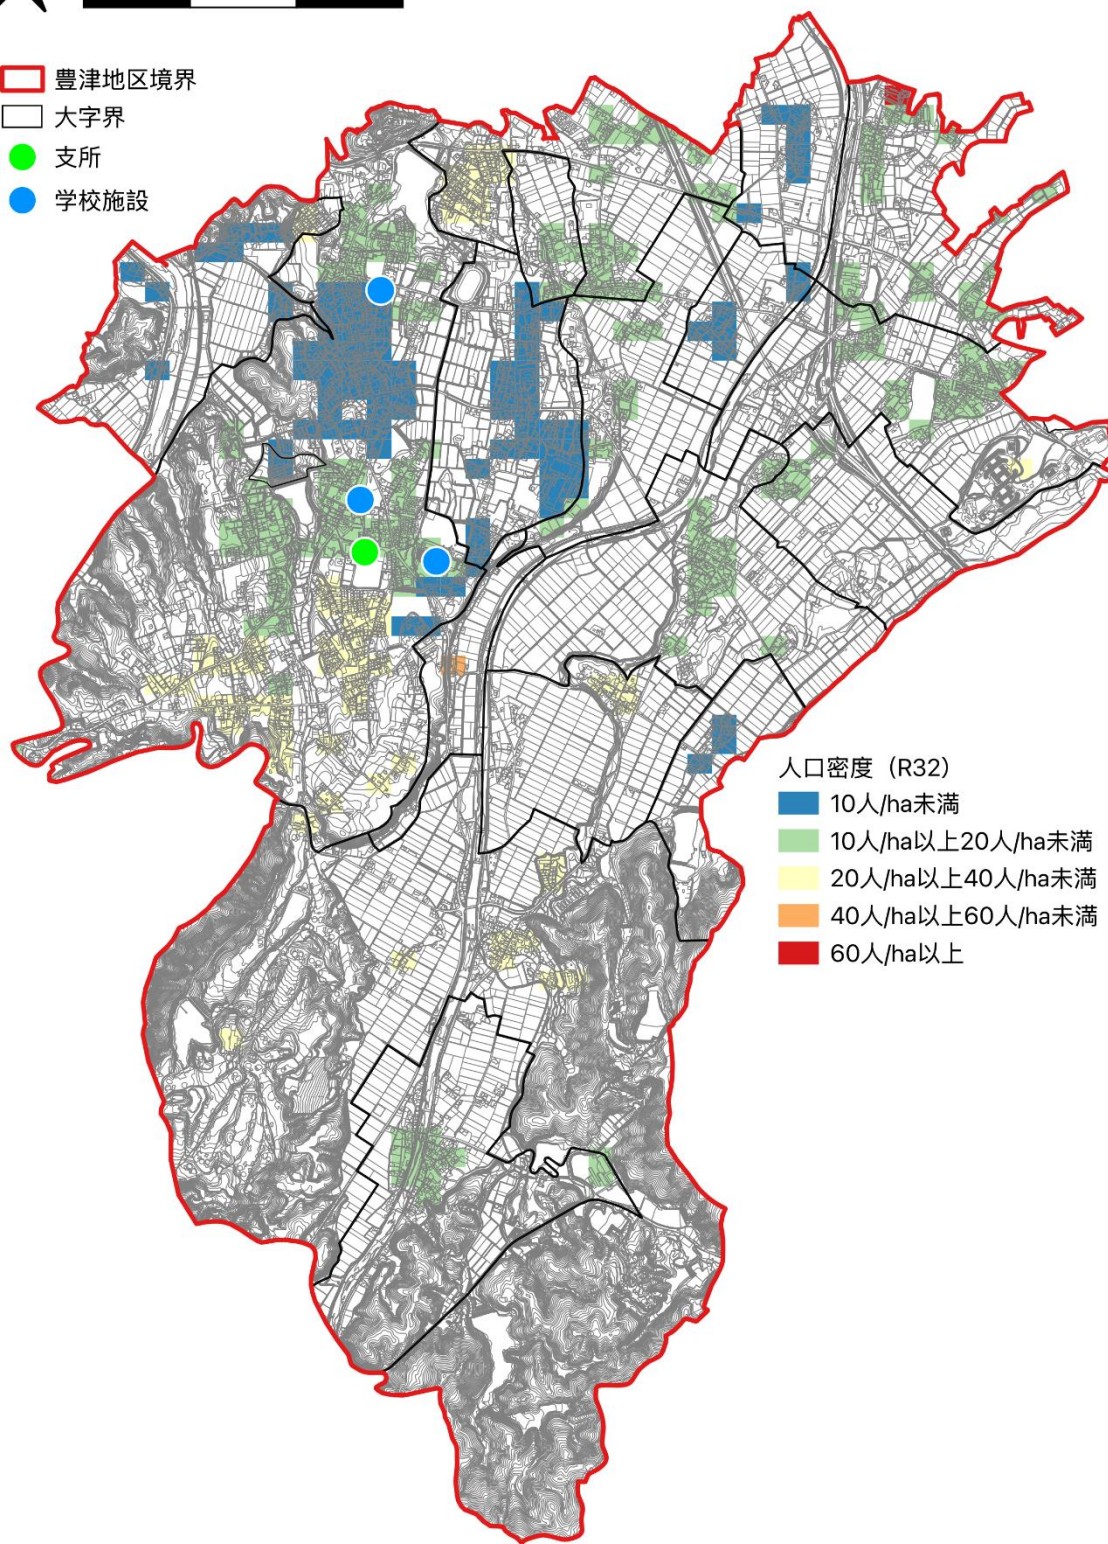 豊津地区境界
大字界
支所
学校施設
人口密度（R32）
10人/ha未満
10人/ha以上20人/ha未満
20人/ha以上40人/ha未満
40人/ha以上60人/ha未満
60人/ha以上